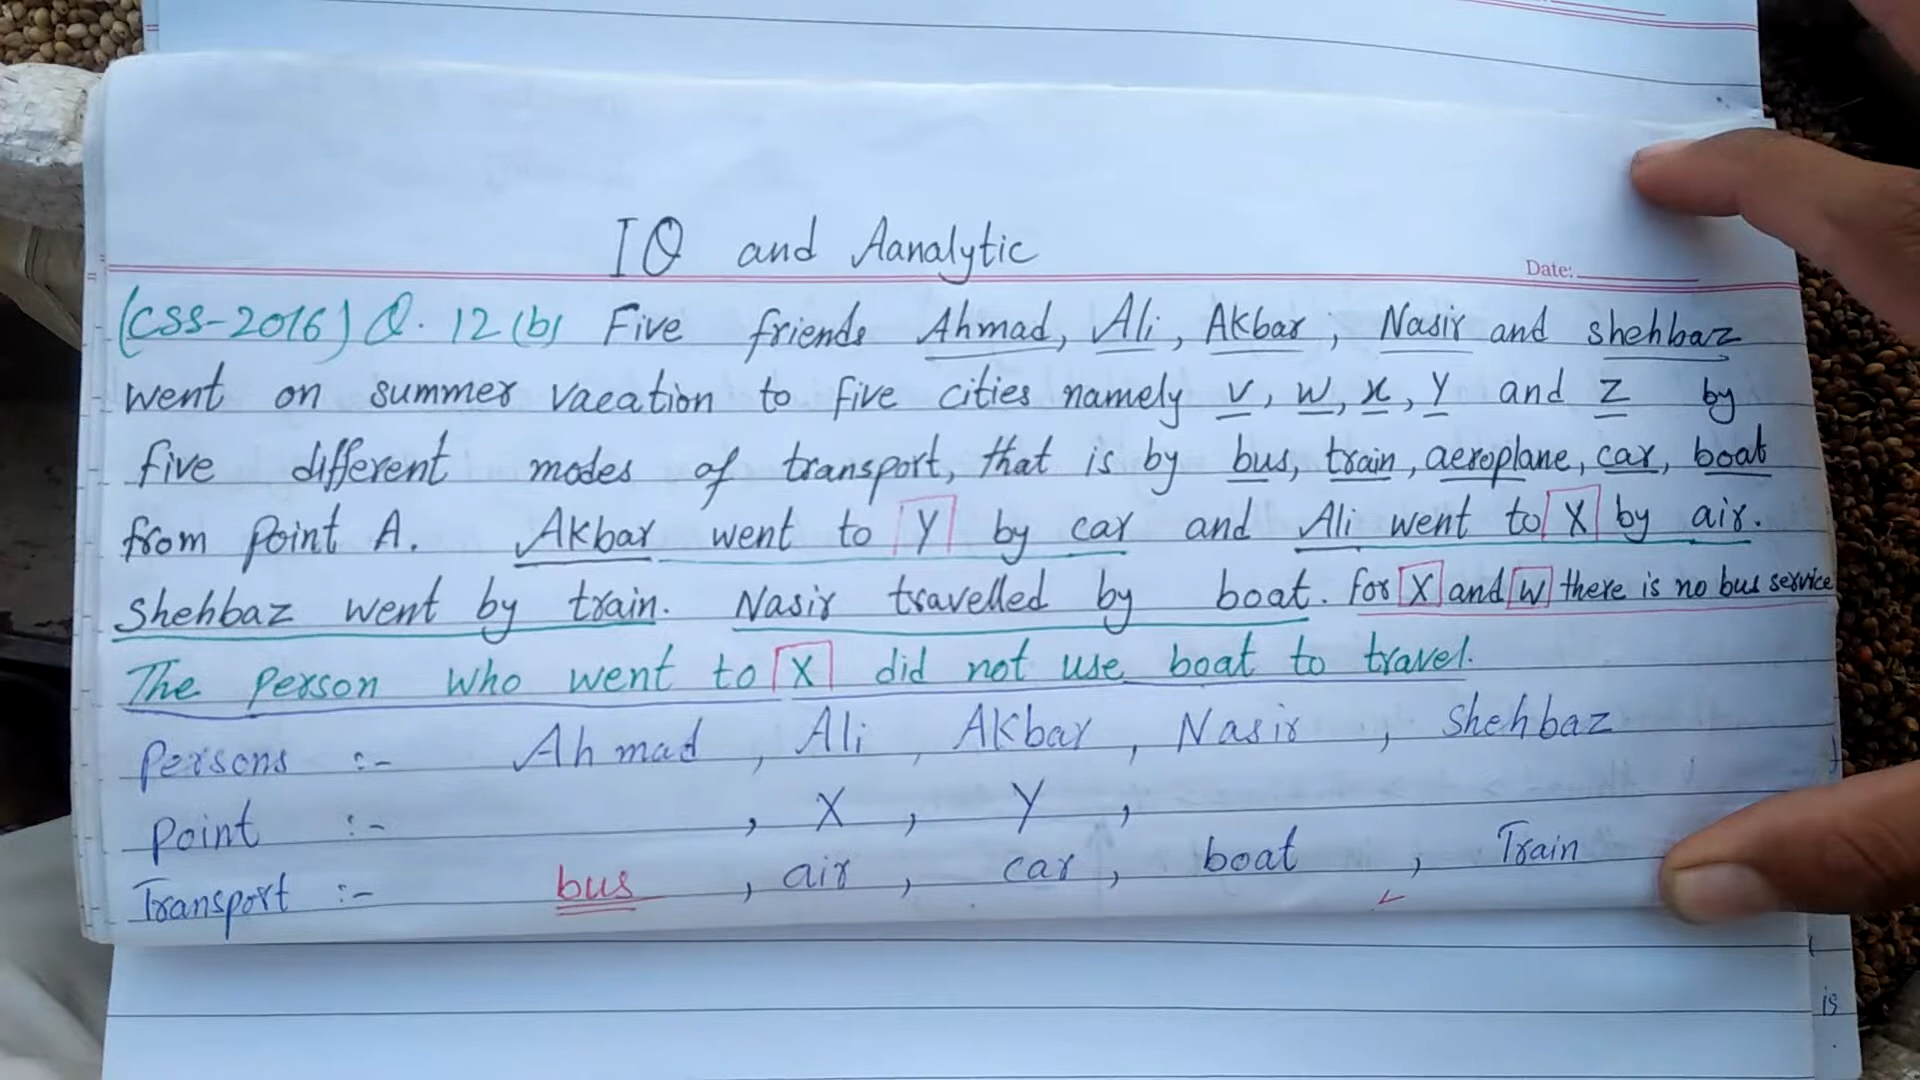 IQ and Aanalytic
Date:
(CSS-2016) Q. 12 (b) Five friends Ahmad, Ali, Akbar, Nasir and shehbaz
went on summer vacation to five cities namely v, w, x, Y and Z by
five different modes of transport, that is by bus, train, aeroplane, car, boat
from point A. Akbar went to Y by car and Ali went to X by air.
Shehbaz went by train. Nasir travelled by boat. For X and w there is no bus service
The person who went to X did not use boat to travel.
Persons :- Ahmad, Ali, Akbar, Nasir, Shehbaz
Point :- , X, Y,
Transport :- bus, air, car, boat, Train
is